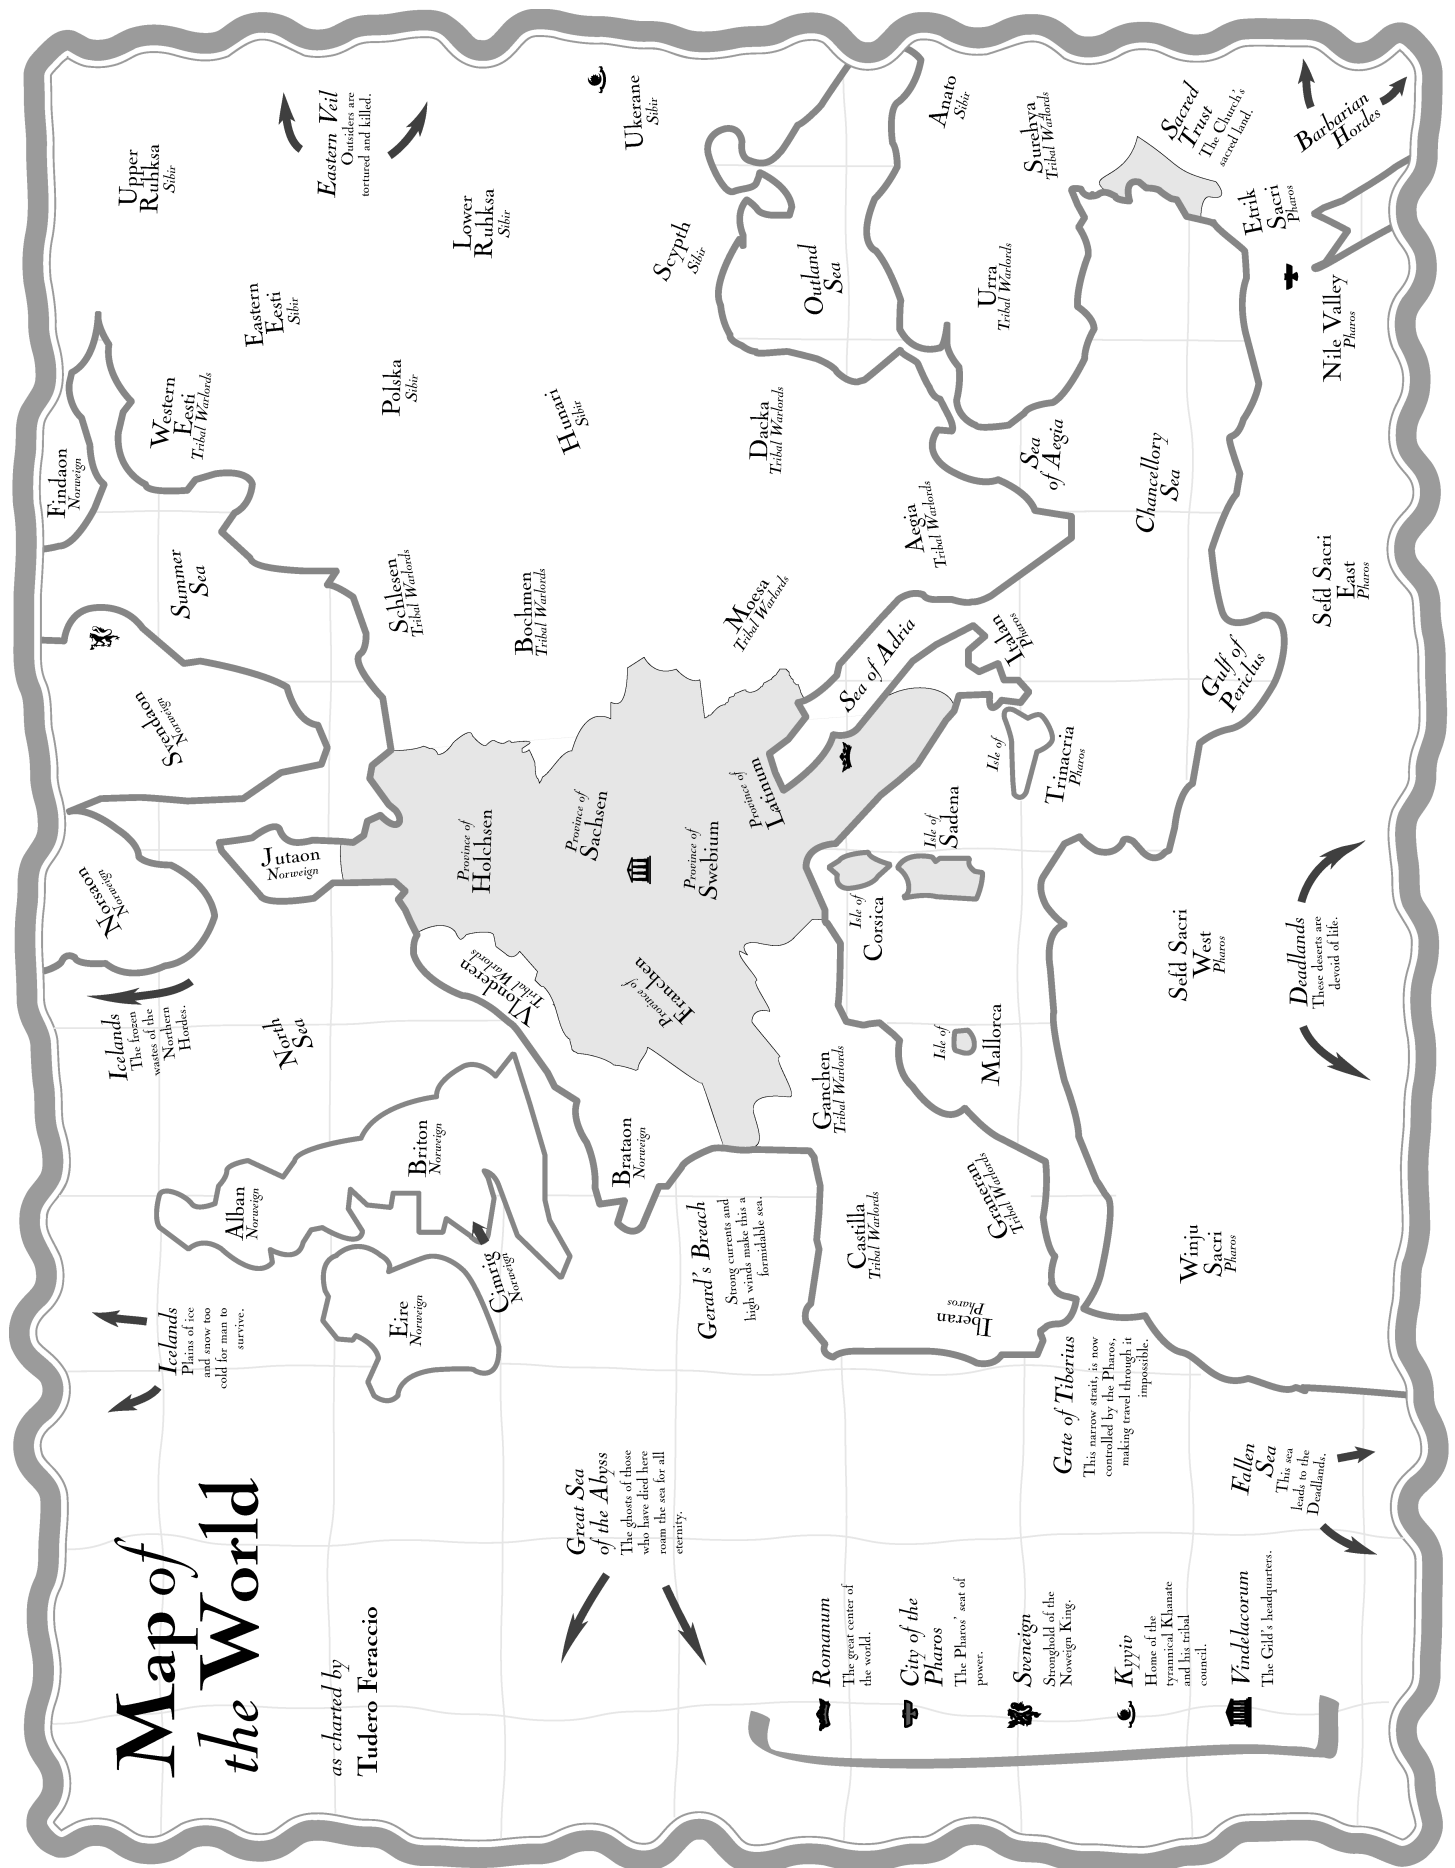 Map of
the World
as charted by
Tudero Feraccio
Icelands
Plains of ice
and snow too
cold for man to
survive.
Icelands
The frozen
wastes of the
Northern
Hordes.
North
Sea
Norsaon
Norweign
Svendaon
Norweign
Findaon
Norweign
Summer
Sea
Western
Eesti
Tribal Warlords
Eastern
Eesti
Sibir
Upper
Ruhksa
Sibir
Eastern Veil
Outsiders are
tortured and killed.
Alban
Norweign
Eire
Norweign
Briton
Norweign
Cimrig
Norweign
Jutaon
Norweign
Schlesen
Tribal Warlords
Polska
Sibir
Lower
Ruhksa
Sibir
Great Sea
of the Abyss
The ghosts of those
who have died here
roam the sea for all
eternity.
Vlonderen
Tribal Warlords
Province of
Holchsen
Province of
Sachsen
Bochmen
Tribal Warlords
Hunari
Sibir
Ukerane
Sibir
Scypth
Sibir
Brataon
Norweign
Province of
Franchen
Province of
Swebium
Province of
Latinum
Moesa
Tribal Warlords
Dacka
Tribal Warlords
Outland
Sea
Gerard's Breach
Strong currents and
high winds make this a
formidable sea.
Ganchen
Tribal Warlords
Castilla
Tribal Warlords
Isle of
Corsica
Sea of Adria
Aegia
Tribal Warlords
Anato
Sibir
Iberan
Pharos
Graneran
Tribal Warlords
Isle of
Mallorca
Isle of
Sadena
Isle of
Trinacria
Pharos
Italan
Pharos
Sea
of Aegia
Urra
Tribal Warlords
Surehya
Tribal Warlords
Gate of Tiberius
This narrow strait, is now
controlled by the Pharos,
making travel through it
impossible.
Chancellory
Sea
Sacred
Trust
The Church's
sacred land.
Winju
Sacri
Pharos
Sefd Sacri
West
Pharos
Gulf of
Periclus
Etrik
Sacri
Pharos
Barbarian
Hordes
Fallen
Sea
This sea
leads to the
Deadlands.
Deadlands
These deserts are
devoid of life.
Sefd Sacri
East
Pharos
Nile Valley
Pharos
Romanum
The great center of
the world.
City of the
Pharos
The Pharos' seat of
power.
Sveneign
Stronghold of the
Noweign King.
Kyyiv
Home of the
tyrannical Khanate
and his tribal
council.
Vindelacorum
The Gild's headquarters.